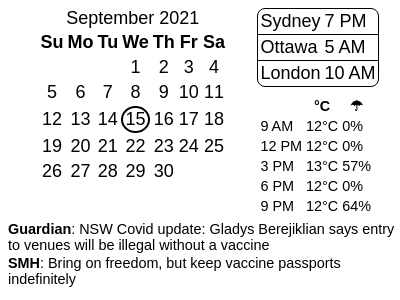 September 2021
Su Mo Tu We Th Fr Sa
1 2 3 4
5 6 7 8 9 10 11
12 13 14 15 16 17 18
19 20 21 22 23 24 25
26 27 28 29 30
Sydney 7 PM
Ottawa 5 AM
London 10 AM
°C ☂
9 AM 12°C 0%
12 PM 12°C 0%
3 PM 13°C 57%
6 PM 12°C 0%
9 PM 12°C 64%
Guardian: NSW Covid update: Gladys Berejiklian says entry
to venues will be illegal without a vaccine
SMH: Bring on freedom, but keep vaccine passports
indefinitely